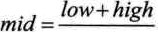 mid = low + high